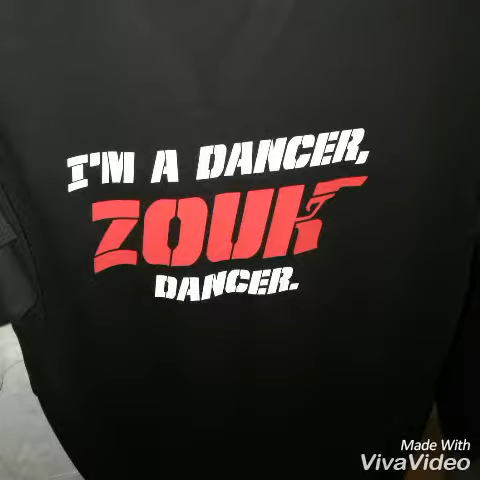 I'M A DANCER,
ZOUK
DANCER.
Made With
VivaVideo